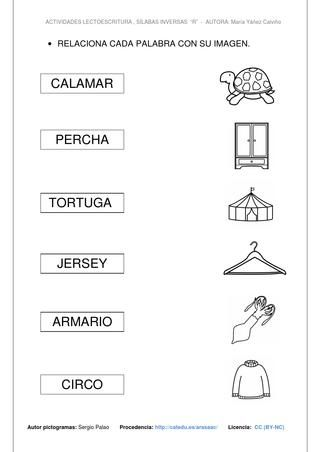 ACTIVIDADES LECTOESCRITURA , SÍLABAS INVERSAS "R" - AUTORA: María Yáñez Calviño
• RELACIONA CADA PALABRA CON SU IMAGEN.
CALAMAR
PERCHA
TORTUGA
JERSEY
ARMARIO
CIRCO
Autor pictogramas: Sergio Palao Procedencia: http://catedu.es/arasaac/ Licencia: CC (BY-NC)